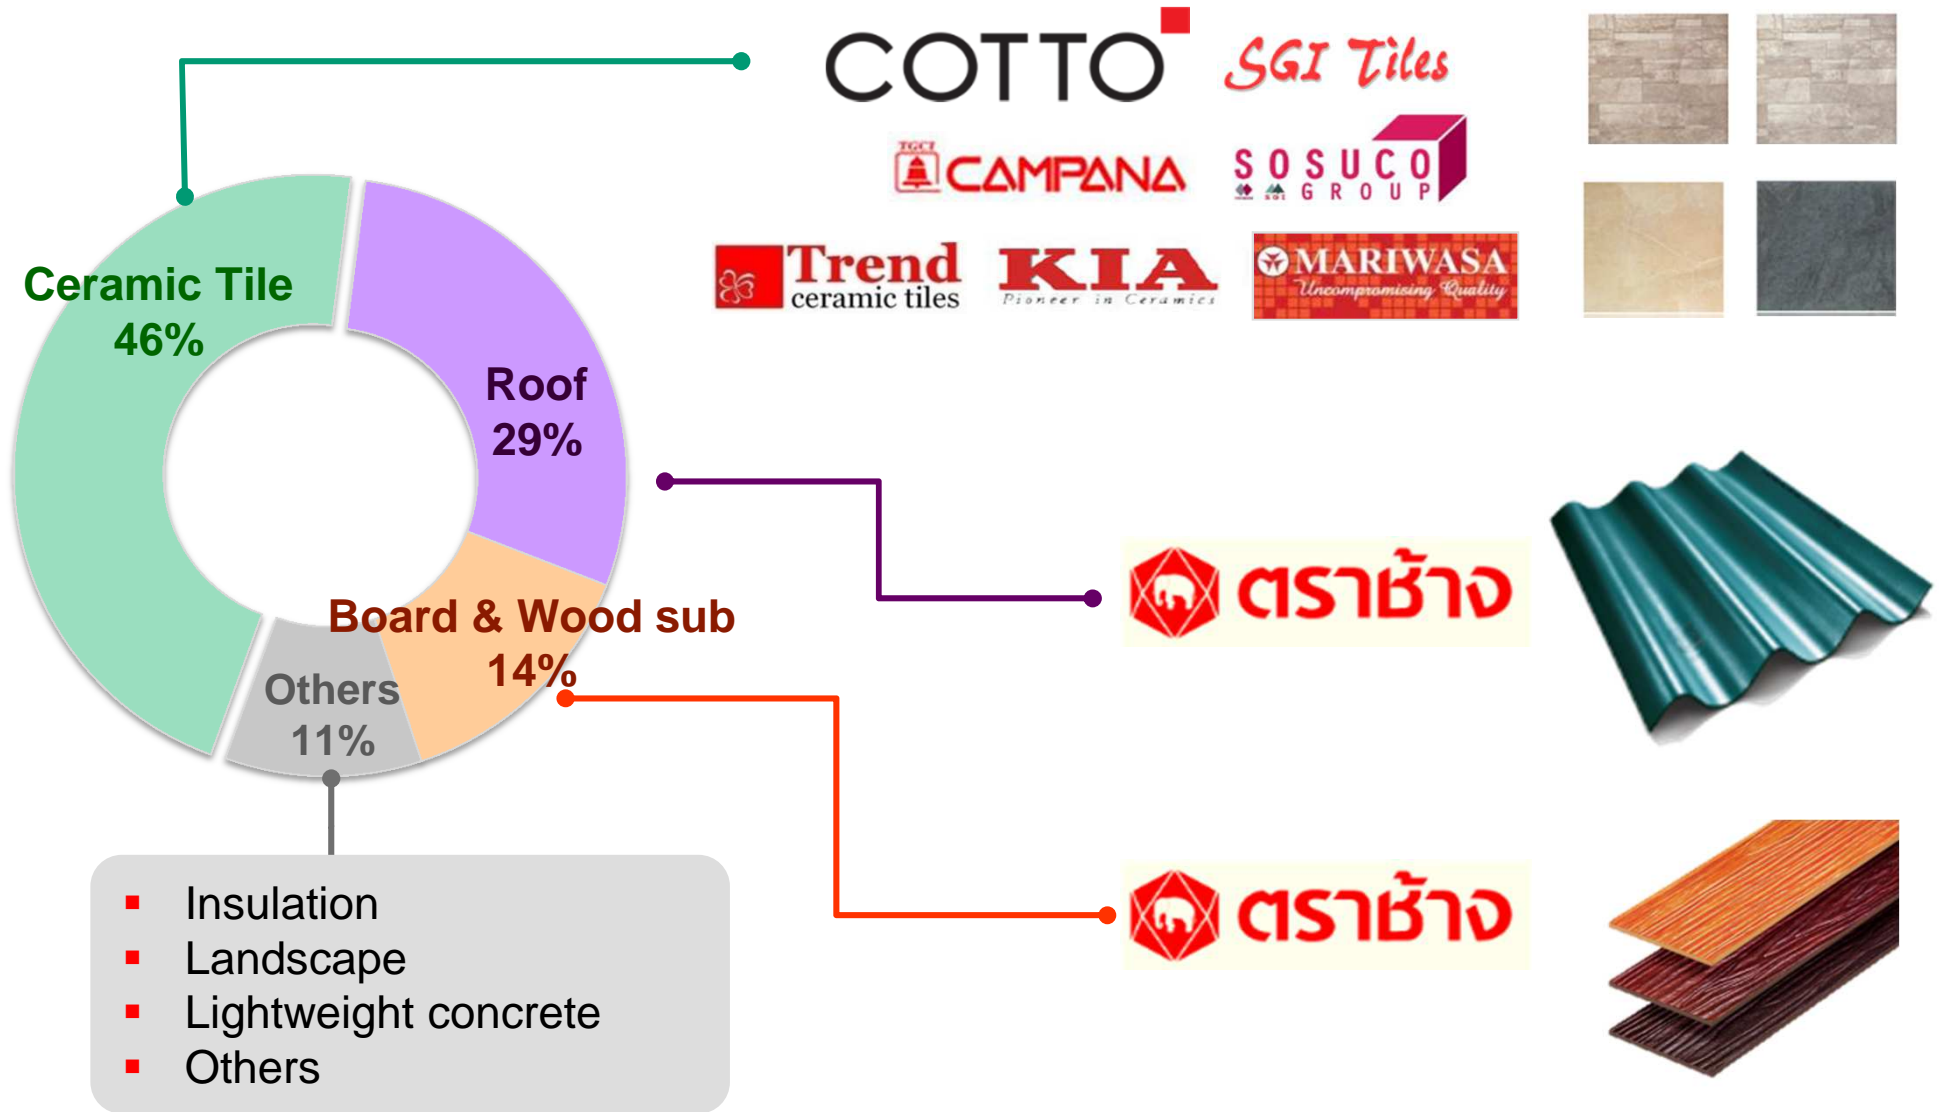 COTTO
SGI Tiles
TGCI
CAMPANA
SOSUCO
SGI GROUP
Trend
ceramic tiles
KIA
Pioneer in Ceramics
MARIWASA
Uncompromising Quality
Ceramic Tile
46%
Roof
29%
Board & Wood sub
14%
Others
11%
ตราช้าง
ตราช้าง
▪ Insulation
▪ Landscape
▪ Lightweight concrete
▪ Others